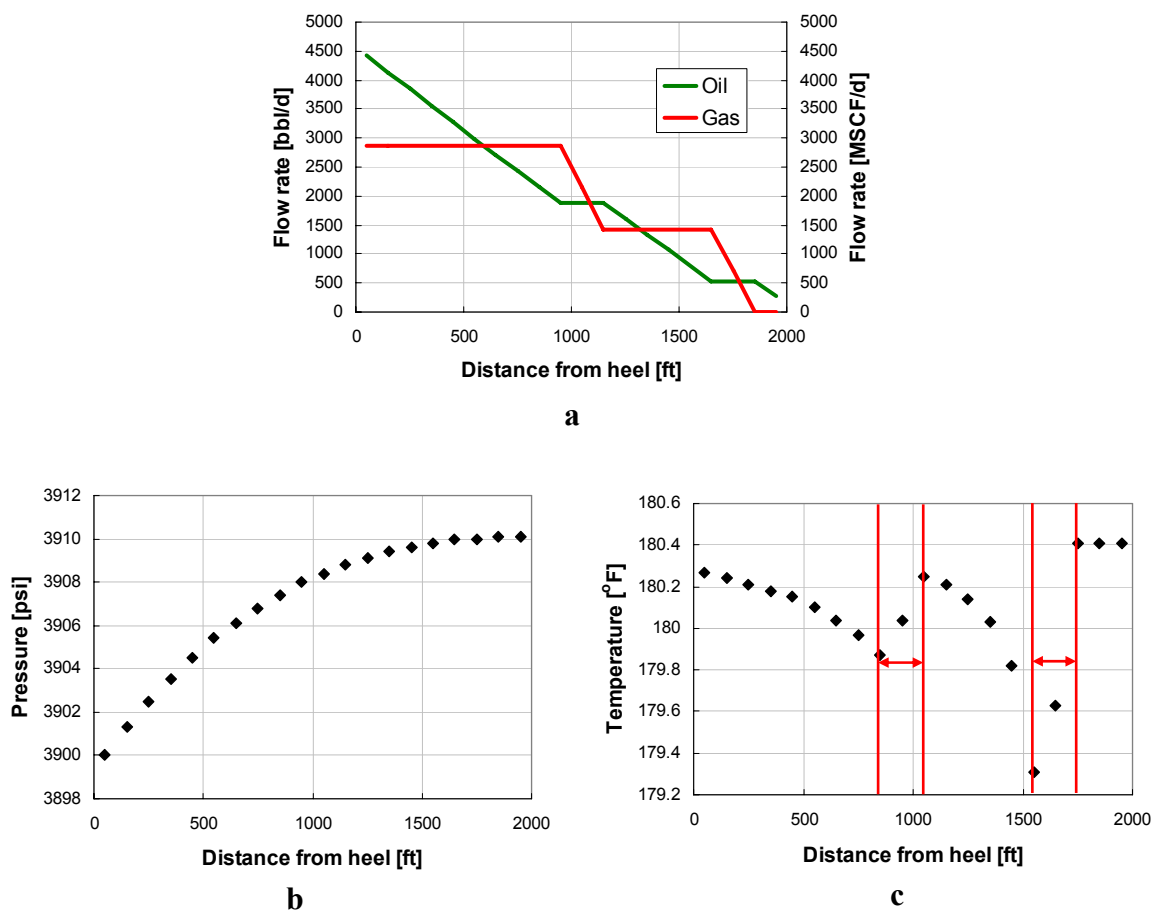 5000 5000
4500 4500
4000 4000
3500 3500
3000 3000
2500 2500
2000 2000
1500 1500
1000 1000
500 500
0 0
Flow rate [bbl/d]
Flow rate [MSCF/d]
Oil
Gas
0 500 1000 1500 2000
Distance from heel [ft]
a
3912
3910
3908
3906
3904
3902
3900
3898
Pressure [psi]
0 500 1000 1500 2000
Distance from heel [ft]
b
180.6
180.4
180.2
180
179.8
179.6
179.4
179.2
Temperature [°F]
0 500 1000 1500 2000
Distance from heel [ft]
c